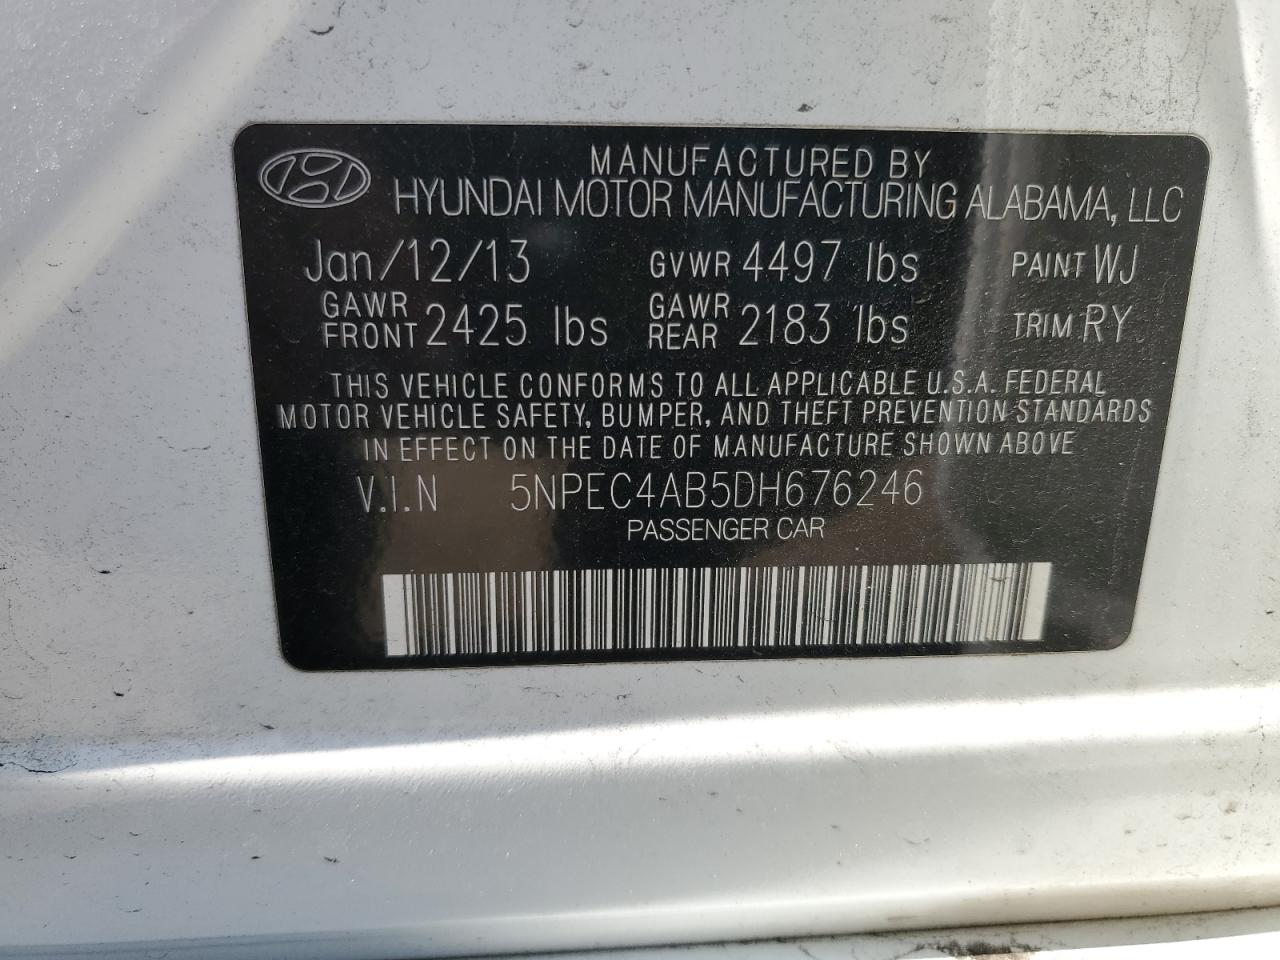 MANUFACTURED BY
HYUNDAI MOTOR MANUFACTURING ALABAMA, LLC
Jan/12/13 GVWR 4497 lbs PAINT WJ
GAWR FRONT 2425 lbs GAWR REAR 2183 lbs TRIM RY
THIS VEHICLE CONFORMS TO ALL APPLICABLE U.S.A. FEDERAL
MOTOR VEHICLE SAFETY, BUMPER, AND THEFT PREVENTION STANDARDS
IN EFFECT ON THE DATE OF MANUFACTURE SHOWN ABOVE
V.I.N 5NPEC4AB5DH676246
PASSENGER CAR